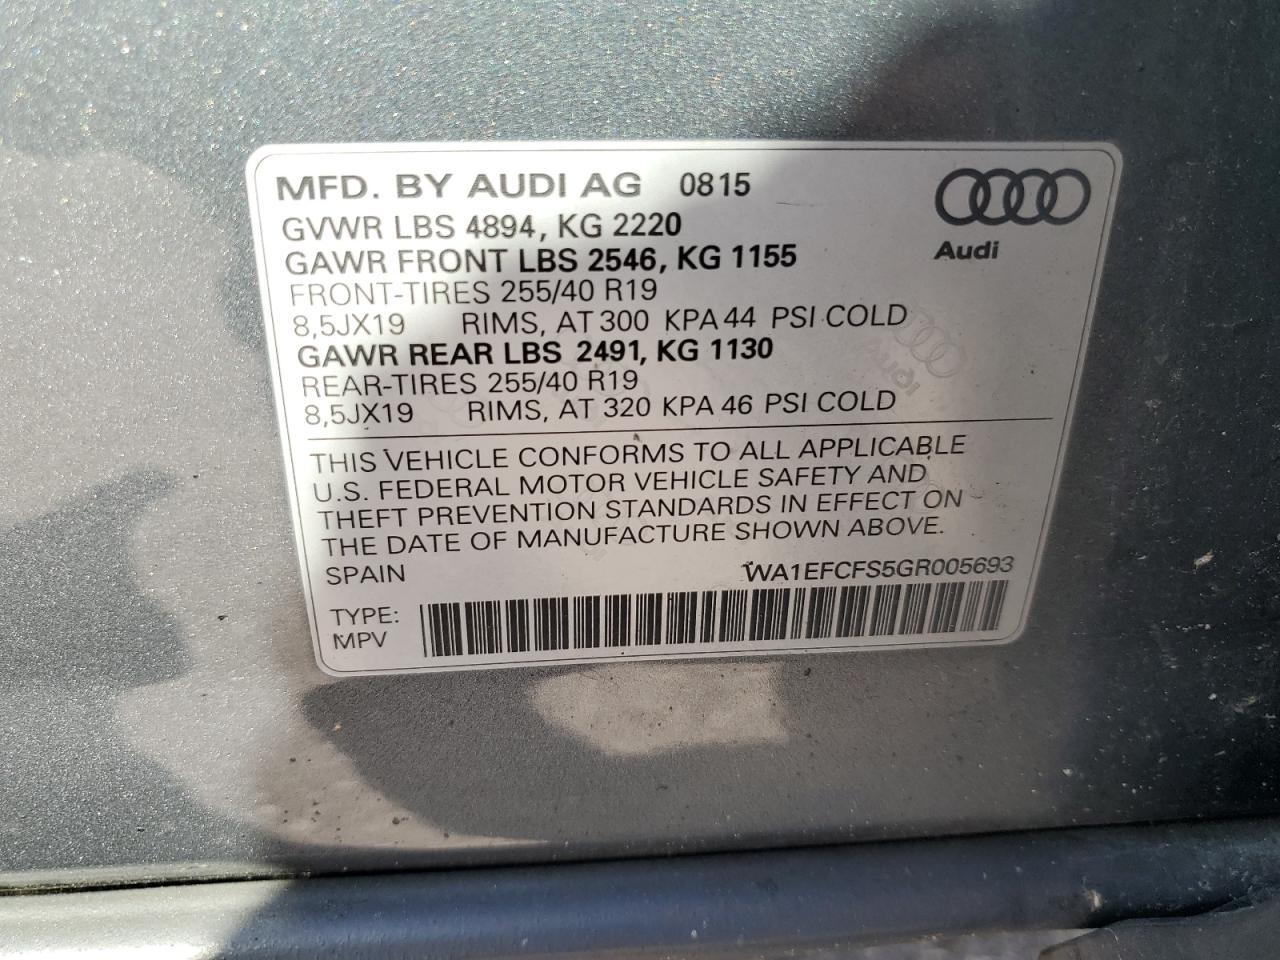 MFD. BY AUDI AG 0815
GVWR LBS 4894, KG 2220
GAWR FRONT LBS 2546, KG 1155
FRONT-TIRES 255/40 R19
8,5JX19 RIMS, AT 300 KPA 44 PSI COLD
GAWR REAR LBS 2491, KG 1130
REAR-TIRES 255/40 R19
8,5JX19 RIMS, AT 320 KPA 46 PSI COLD
Audi
Audi
THIS VEHICLE CONFORMS TO ALL APPLICABLE
U.S. FEDERAL MOTOR VEHICLE SAFETY AND
THEFT PREVENTION STANDARDS IN EFFECT ON
THE DATE OF MANUFACTURE SHOWN ABOVE.
SPAIN WA1EFCFS5GR005693
TYPE:
MPV